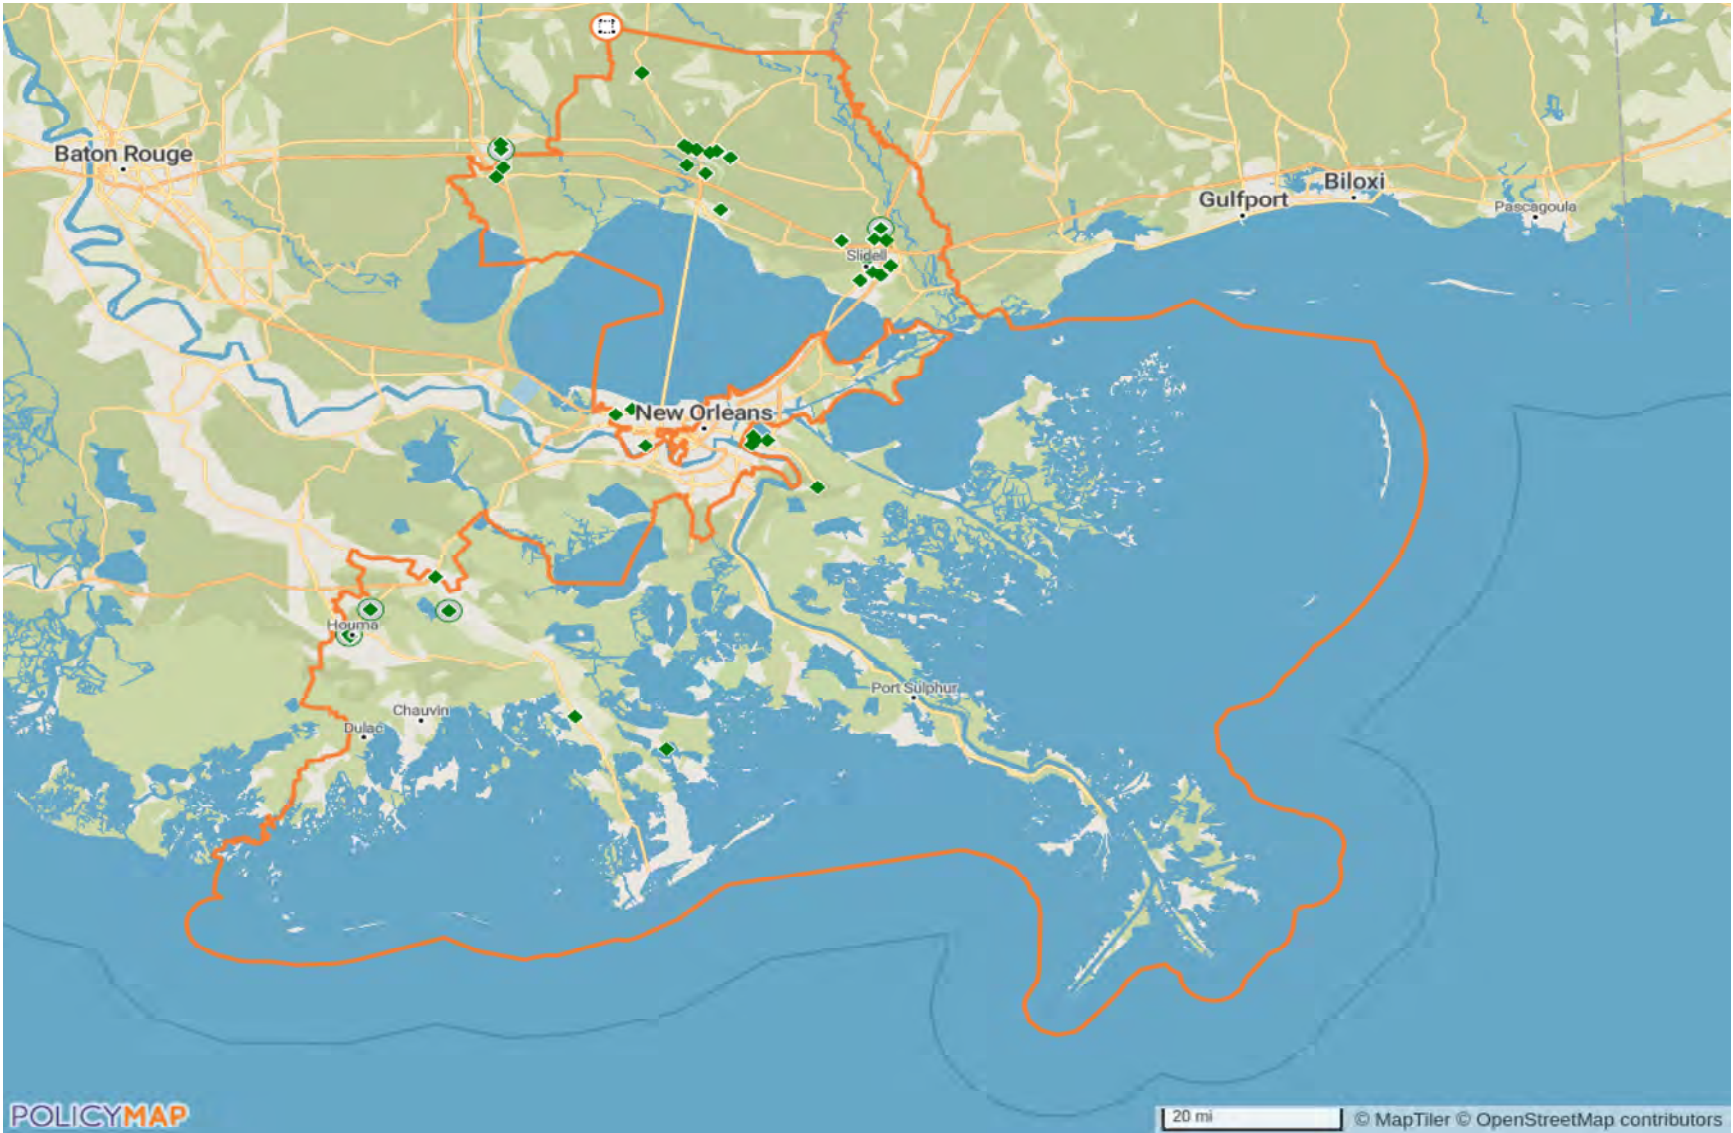 Baton Rouge
Biloxi
Gulfport
Pascagoula
Slidell
New Orleans
Houma
Port Sulphur
Chauvin
Dulac
POLICYMAP
20 mi
© MapTiler © OpenStreetMap contributors